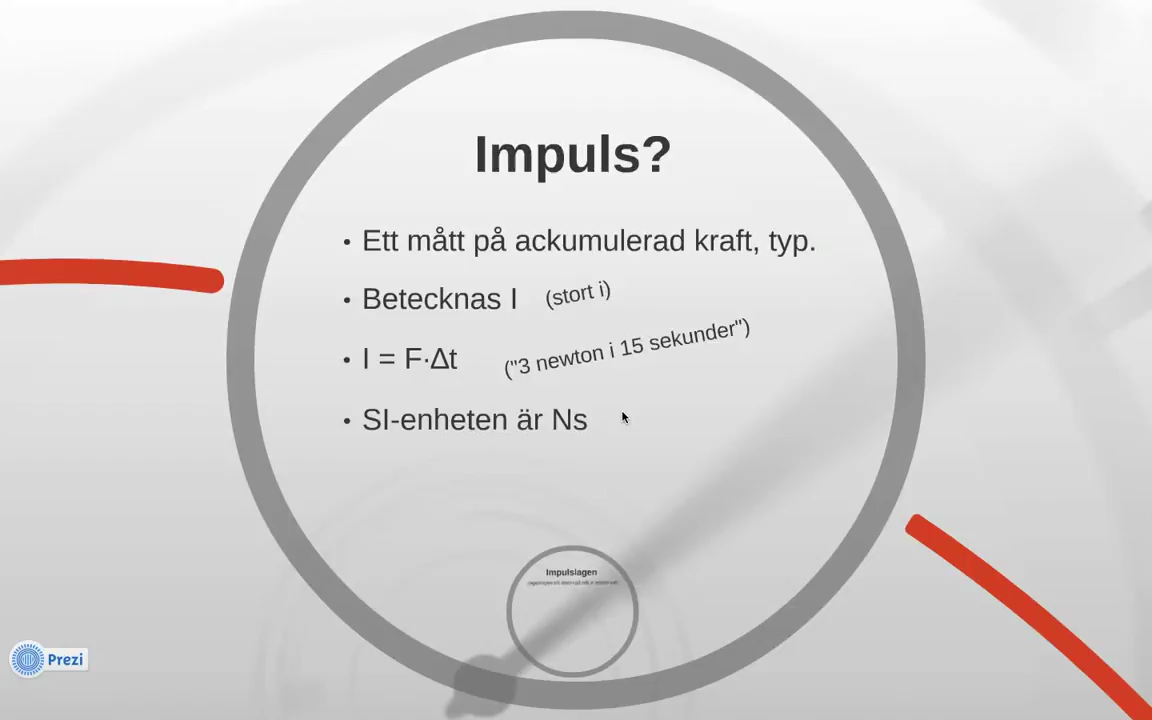 Impuls?
• Ett mått på ackumulerad kraft, typ.
• Betecknas I (stort i)
• I = F·Δt ("3 newton i 15 sekunder")
• SI-enheten är Ns
Impulslagen
Prezi